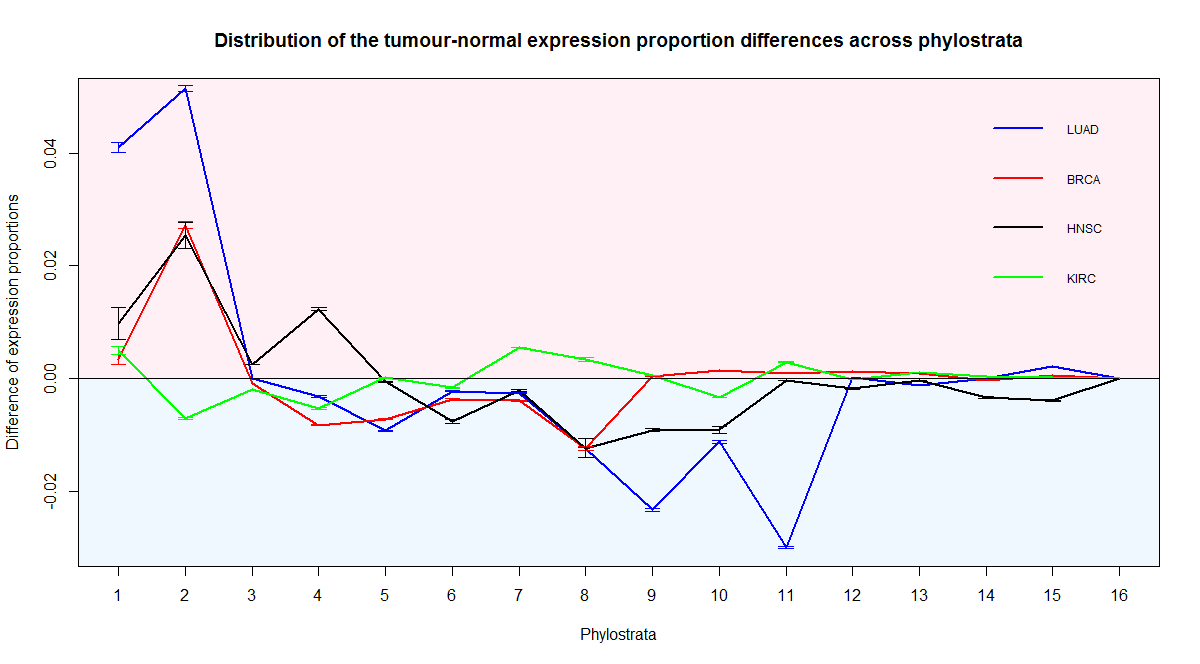 Distribution of the tumour-normal expression proportion differences across phylostrata
Difference of expression proportions
0.04
0.02
0.00
-0.02
LUAD
BRCA
HNSC
KIRC
1 2 3 4 5 6 7 8 9 10 11 12 13 14 15 16
Phylostrata